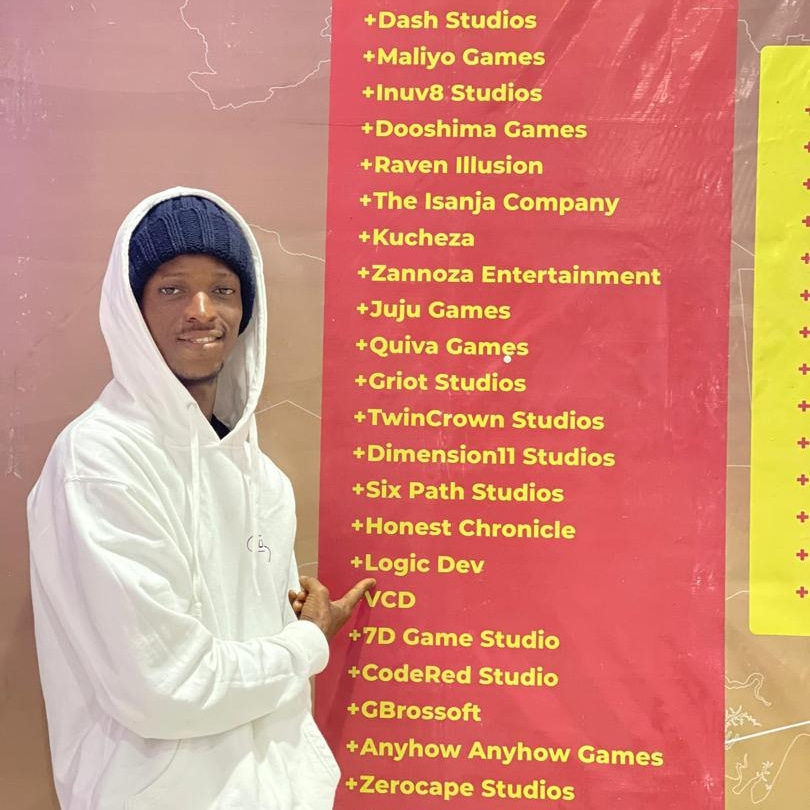 +Dash Studios
+Maliyo Games
+Inuv8 Studios
+Dooshima Games
+Raven Illusion
+The Isanja Company
+Kucheza
+Zannoza Entertainment
+Juju Games
+Quiva Games
+Griot Studios
+TwinCrown Studios
+Dimension11 Studios
+Six Path Studios
+Honest Chronicle
+Logic Dev
VCD
+7D Game Studio
+CodeRed Studio
+GBrossoft
+Anyhow Anyhow Games
+Zerocape Studios